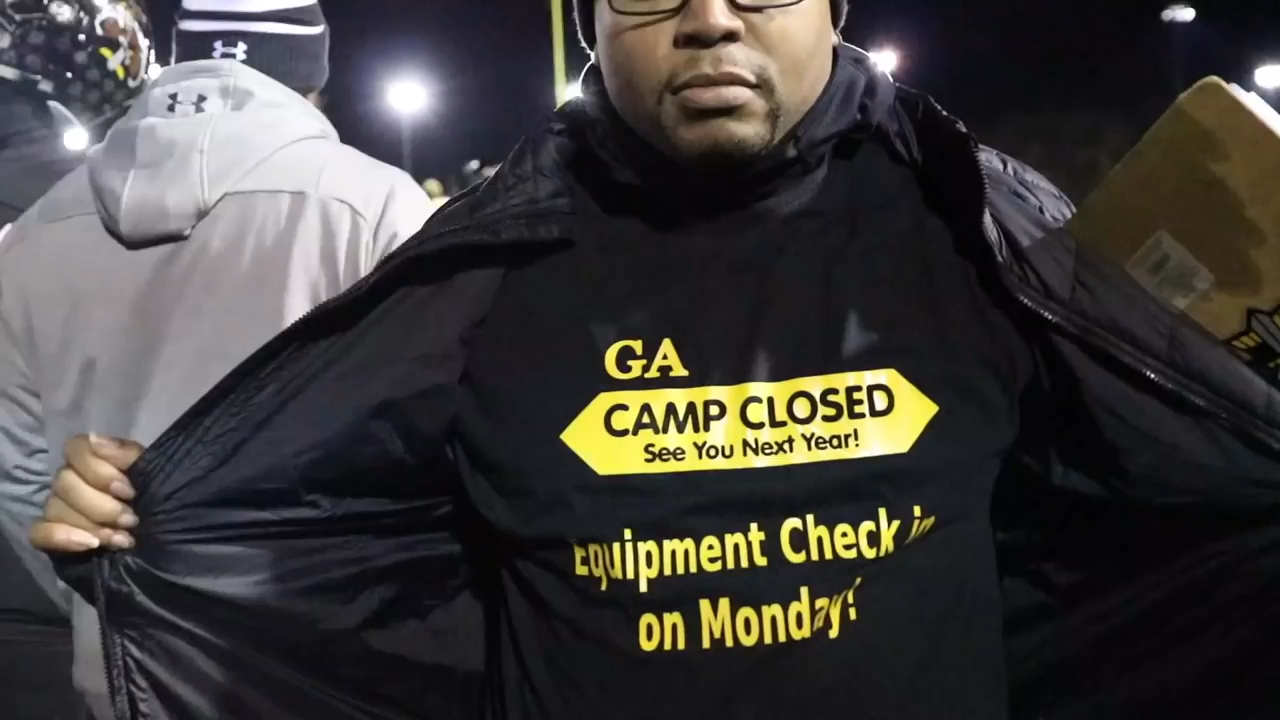 GA
CAMP CLOSED
See You Next Year!
Equipment Check in
on Monday!